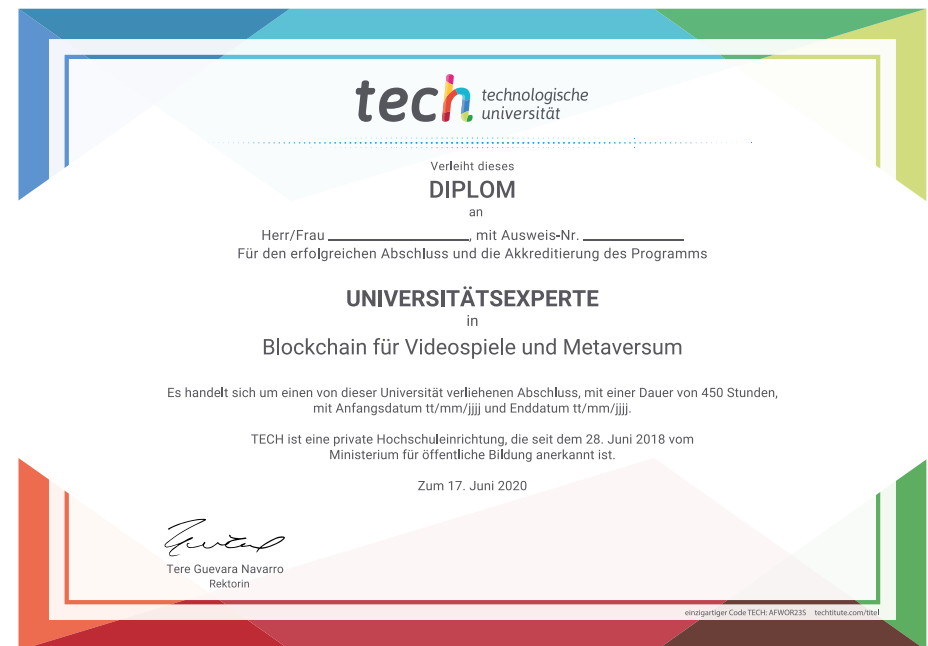 tech technologische
universität
Verleiht dieses
DIPLOM
an
Herr/Frau ____________________, mit Ausweis-Nr. ______________
Für den erfolgreichen Abschluss und die Akkreditierung des Programms
UNIVERSITÄTSEXPERTE
in
Blockchain für Videospiele und Metaversum
Es handelt sich um einen von dieser Universität verliehenen Abschluss, mit einer Dauer von 450 Stunden,
mit Anfangsdatum tt/mm/jjjj und Enddatum tt/mm/jjjj.
TECH ist eine private Hochschuleinrichtung, die seit dem 28. Juni 2018 vom
Ministerium für öffentliche Bildung anerkannt ist.
Zum 17. Juni 2020
Tere Guevara Navarro
Rektorin
einzigartiger Code TECH: AFWOR23S techtitute.com/titel